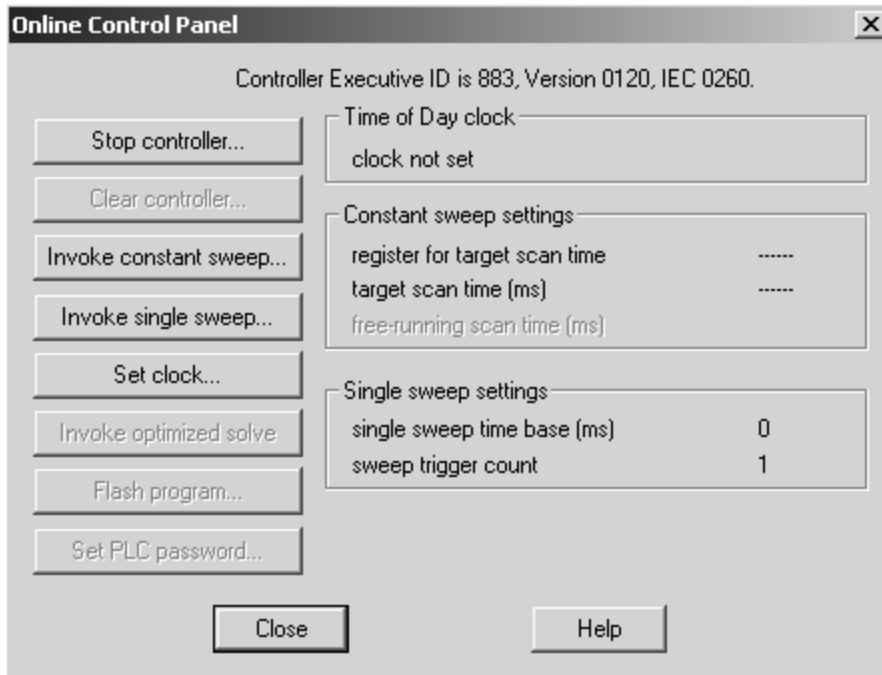 Online Control Panel
Controller Executive ID is 883, Version 0120, IEC 0260.
Stop controller...
Clear controller...
Invoke constant sweep...
Invoke single sweep...
Set clock...
Invoke optimized solve
Flash program...
Set PLC password...
Time of Day clock
clock not set
Constant sweep settings
register for target scan time ------
target scan time (ms) ------
free-running scan time (ms)
Single sweep settings
single sweep time base (ms) 0
sweep trigger count 1
Close
Help